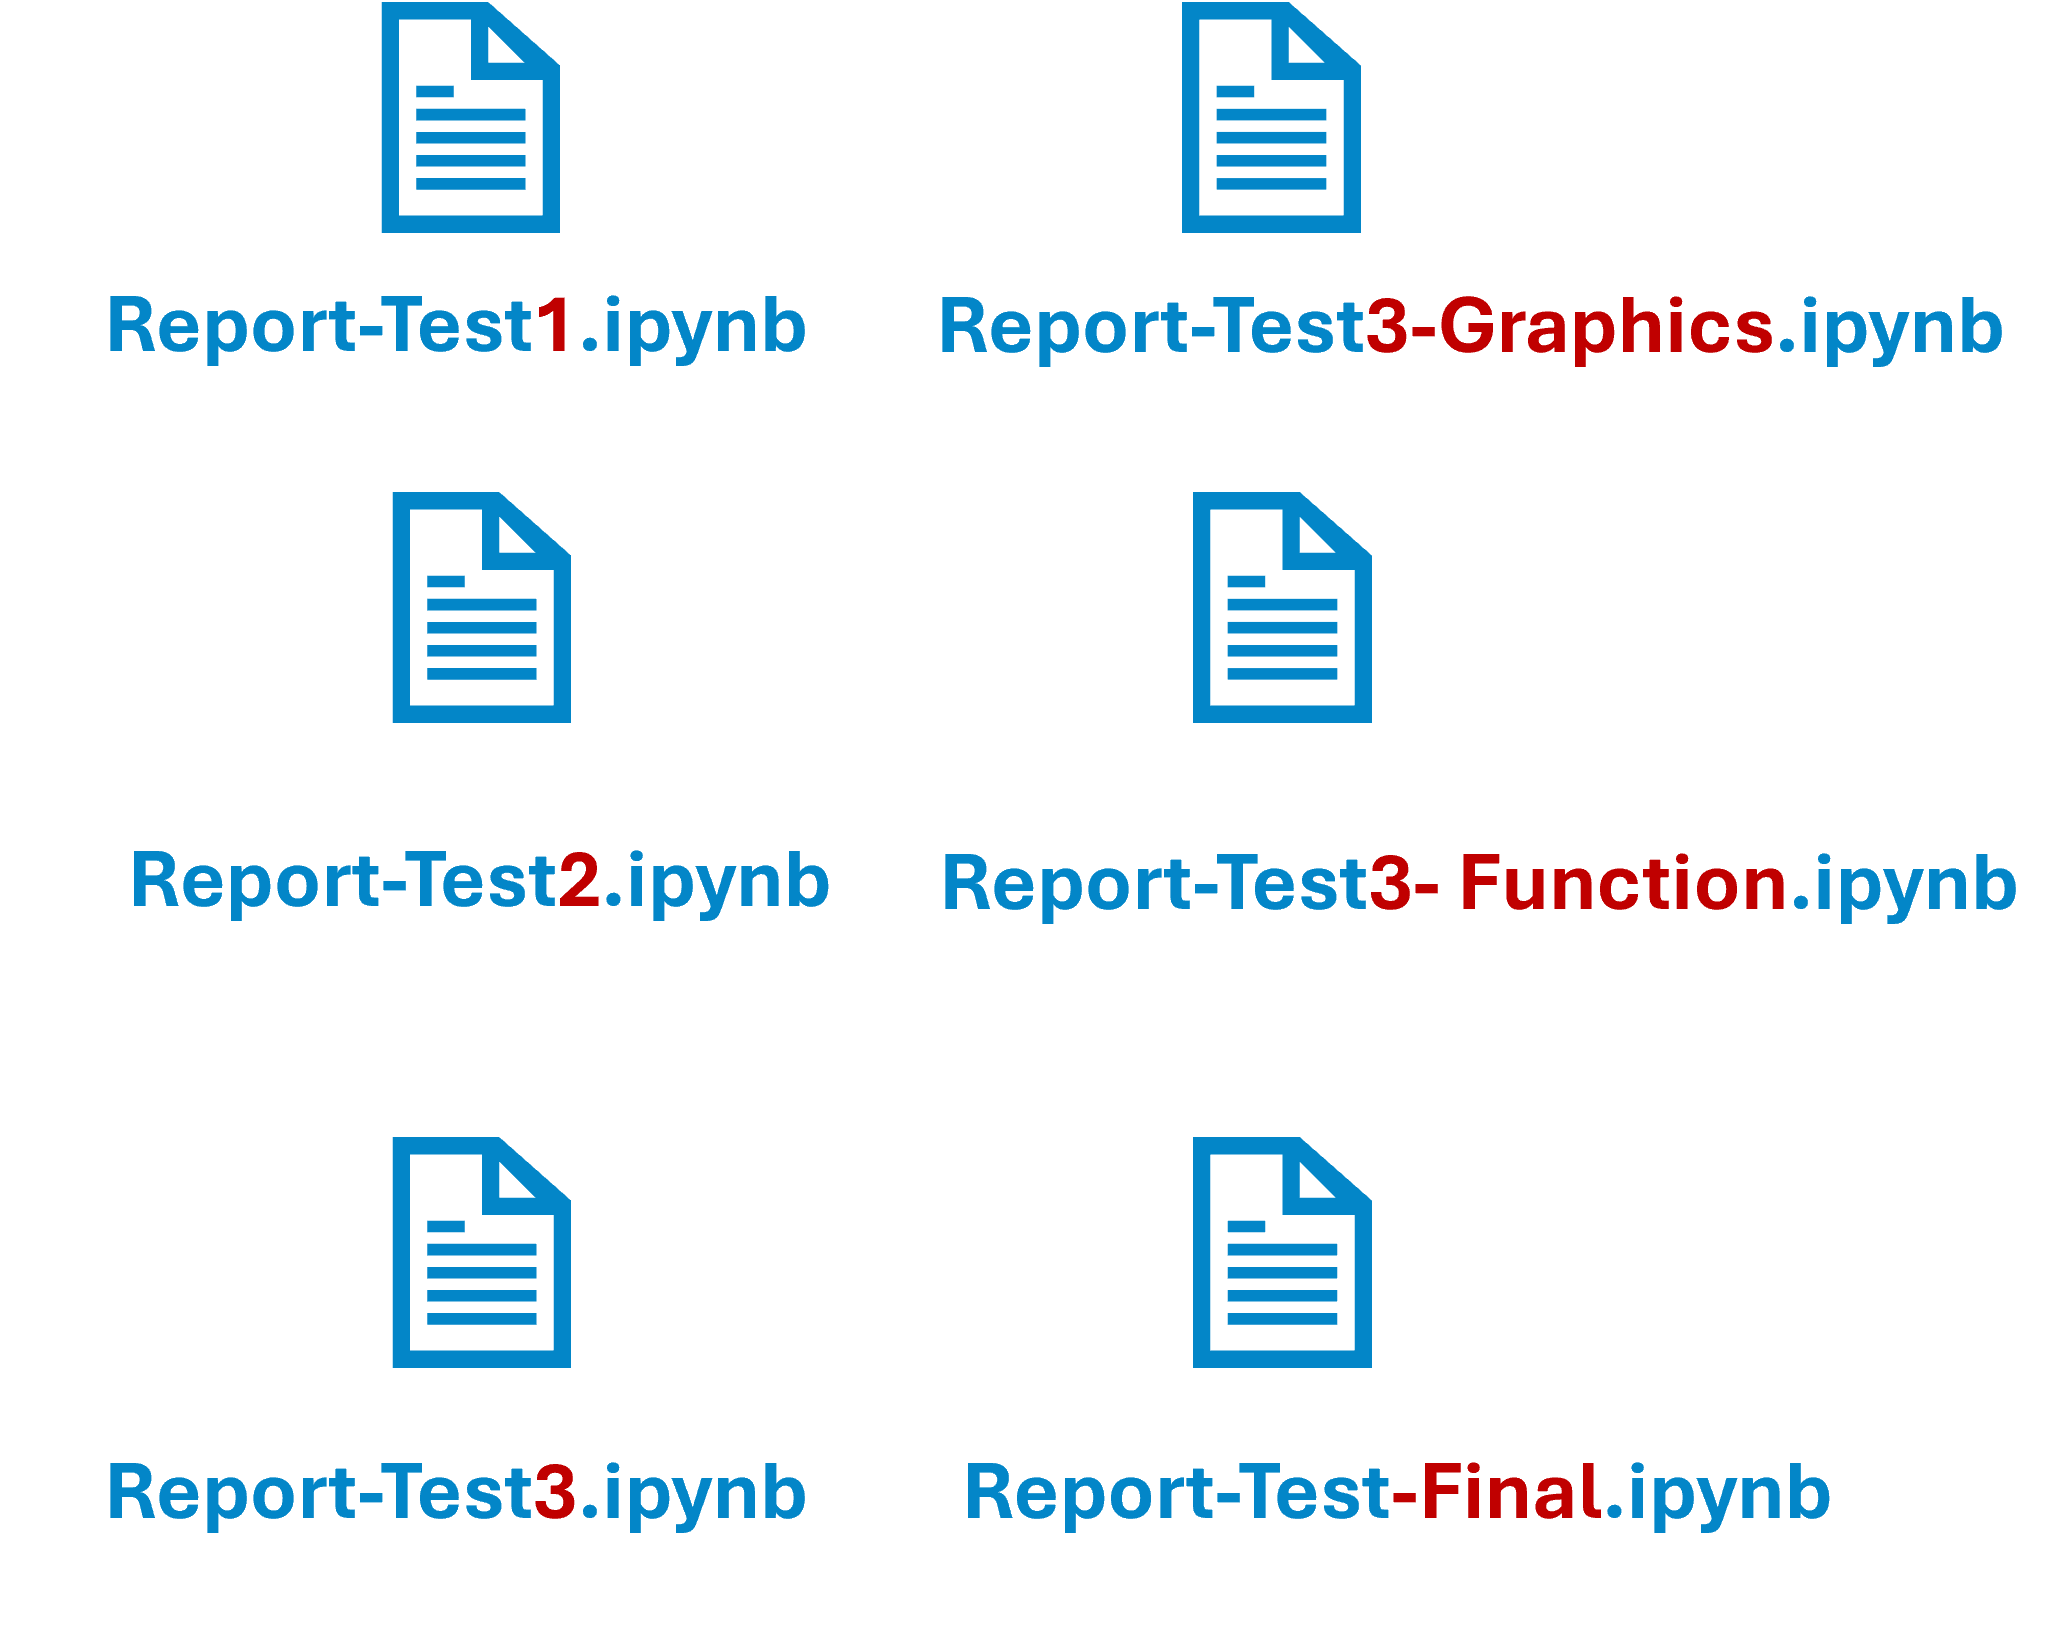 Report-Test1.ipynb
Report-Test3-Graphics.ipynb
Report-Test2.ipynb
Report-Test3- Function.ipynb
Report-Test3.ipynb
Report-Test-Final.ipynb